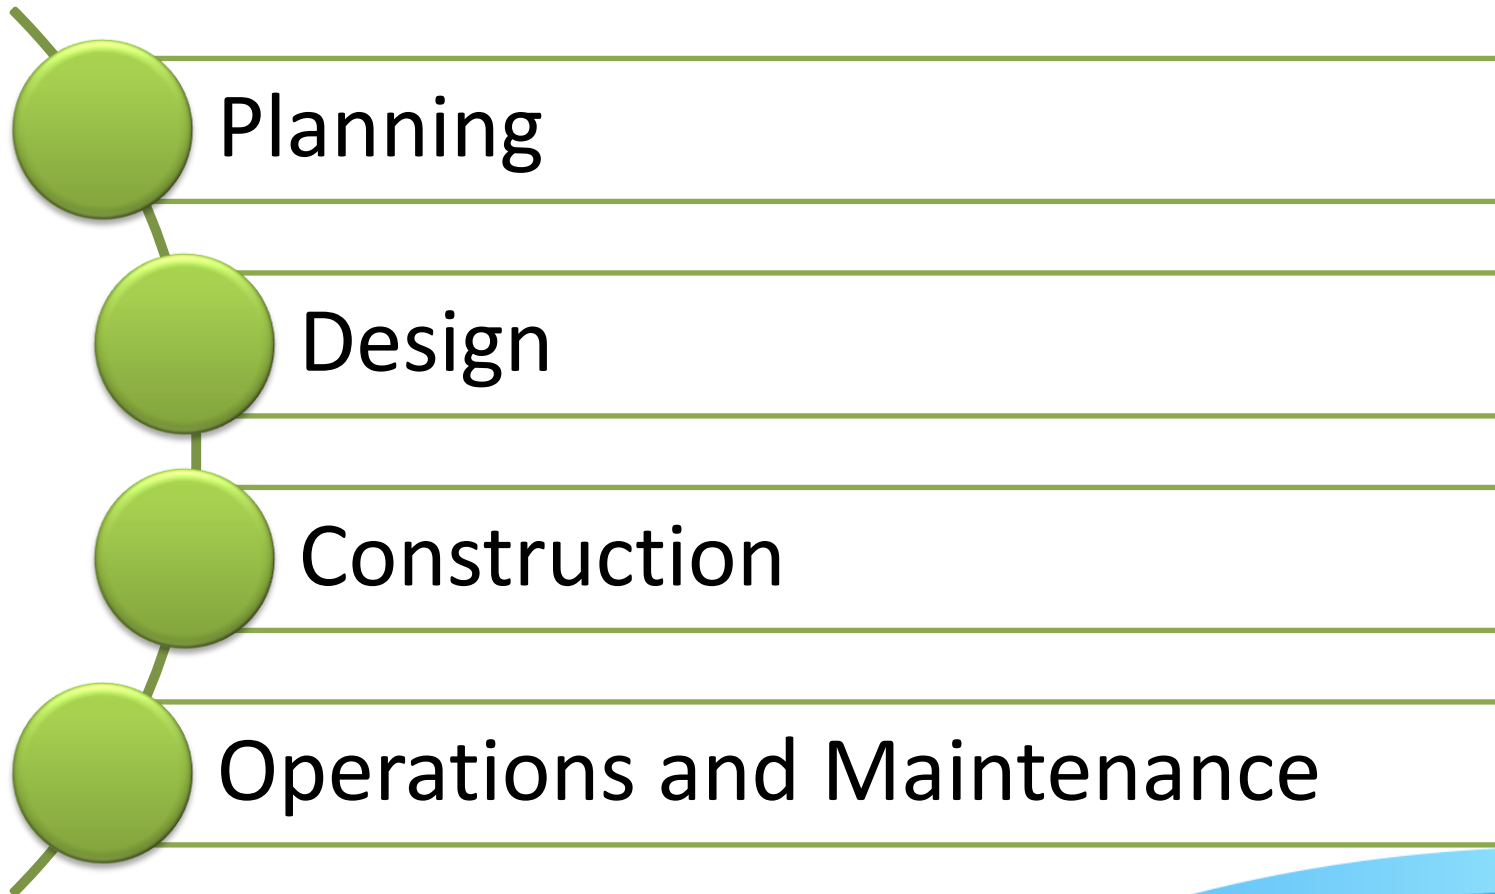 Planning
Design
Construction
Operations and Maintenance